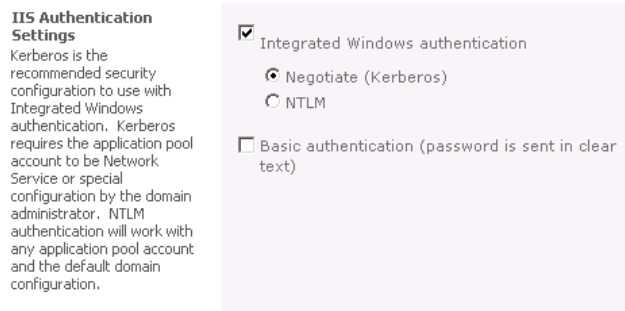 IIS Authentication
Settings
Kerberos is the
recommended security
configuration to use with
Integrated Windows
authentication. Kerberos
requires the application pool
account to be Network
Service or special
configuration by the domain
administrator. NTLM
authentication will work with
any application pool account
and the default domain
configuration.
Integrated Windows authentication
Negotiate (Kerberos)
NTLM
Basic authentication (password is sent in clear
text)